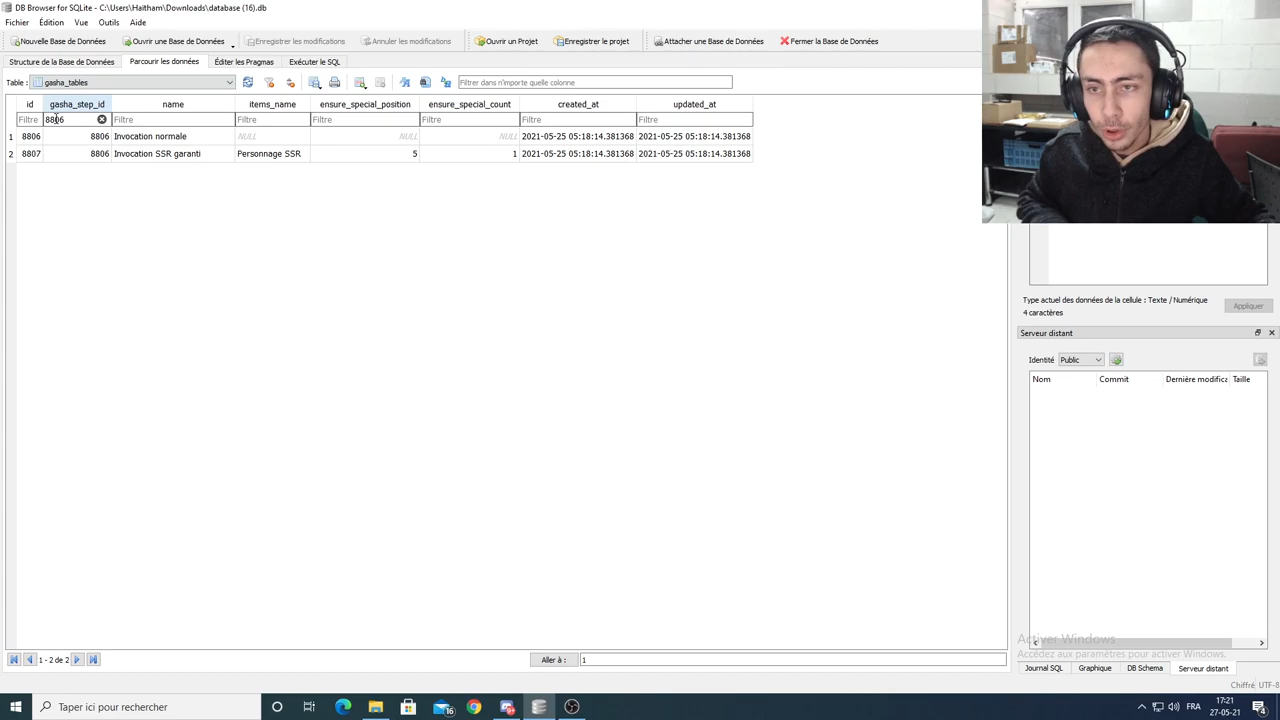 DB Browser for SQLite - C:\Users\Haitham\Downloads\database (16).db
Fichier Édition Vue Outils Aide
Nouvelle Base de Données Ouvrir une Base de Données Enregistrer les modifications Annuler les modifications Ouvrir un Projet Enregistrer le projet Attacher une Base de Données Fermer la Base de Données
Structure de la Base de Données Parcourir les données Éditer les Pragmas Exécuter le SQL
Table : gasha_tables Filtrer dans n'importe quelle colonne
id gasha_step_id name items_name ensure_special_position ensure_special_count created_at updated_at
Filtre 8806 Filtre Filtre Filtre Filtre Filtre Filtre
1 8806 8806 Invocation normale NULL NULL NULL 2021-05-25 05:18:14.381368 2021-05-25 05:18:14.381368
2 8807 8806 Invocation SSR garanti Personnage SSR 5 1 2021-05-25 05:18:14.381368 2021-05-25 05:18:14.381368
Type actuel des données de la cellule : Texte / Numérique
4 caractères
Appliquer
Serveur distant
Identité Public
Nom Commit Dernière modifica Taille
Activer Windows
Accédez aux paramètres pour activer Windows.
1 - 2 de 2 Aller à : 1
Journal SQL Graphique DB Schema Serveur distant
Chiffré UTF-8
Taper ici pour rechercher
16
FRA
17:21
27-05-21
4